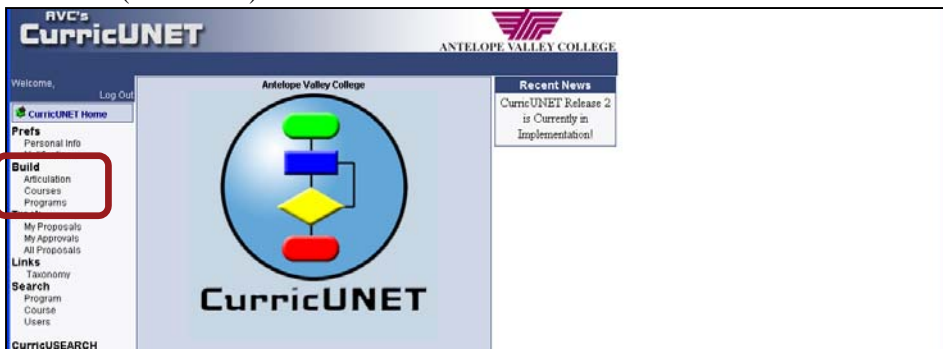 AVC's
CurricUNET
ANTELOPE VALLEY COLLEGE
Welcome,
Log Out
CurricUNET Home
Prefs
Personal Info
Build
Articulation
Courses
Programs
My Proposals
My Approvals
All Proposals
Links
Taxonomy
Search
Program
Course
Users
CurricUSEARCH
Antelope Valley College
CurricUNET
Recent News
CurricUNET Release 2
is Currently in
Implementation!